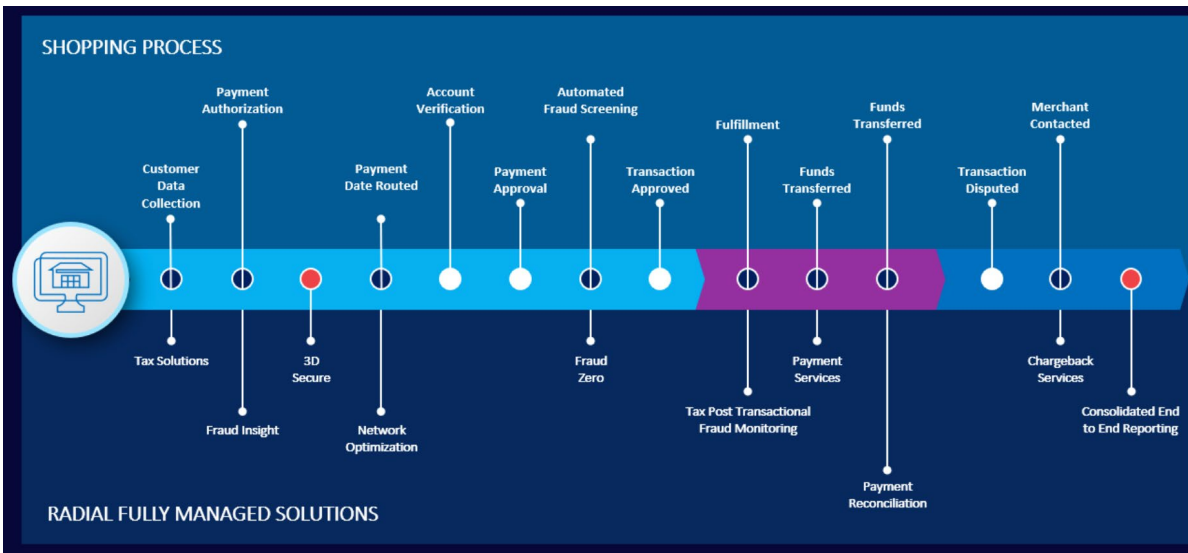 SHOPPING PROCESS
Payment
Authorization
Account
Verification
Automated
Fraud Screening
Funds
Transferred
Merchant
Contacted
Fulfillment
Customer
Data
Collection
Payment
Date Routed
Payment
Approval
Transaction
Approved
Funds
Transferred
Transaction
Disputed
Tax Solutions
3D
Secure
Fraud
Zero
Payment
Services
Chargeback
Services
Fraud Insight
Network
Optimization
Tax Post Transactional
Fraud Monitoring
Consolidated End
to End Reporting
Payment
Reconciliation
RADIAL FULLY MANAGED SOLUTIONS